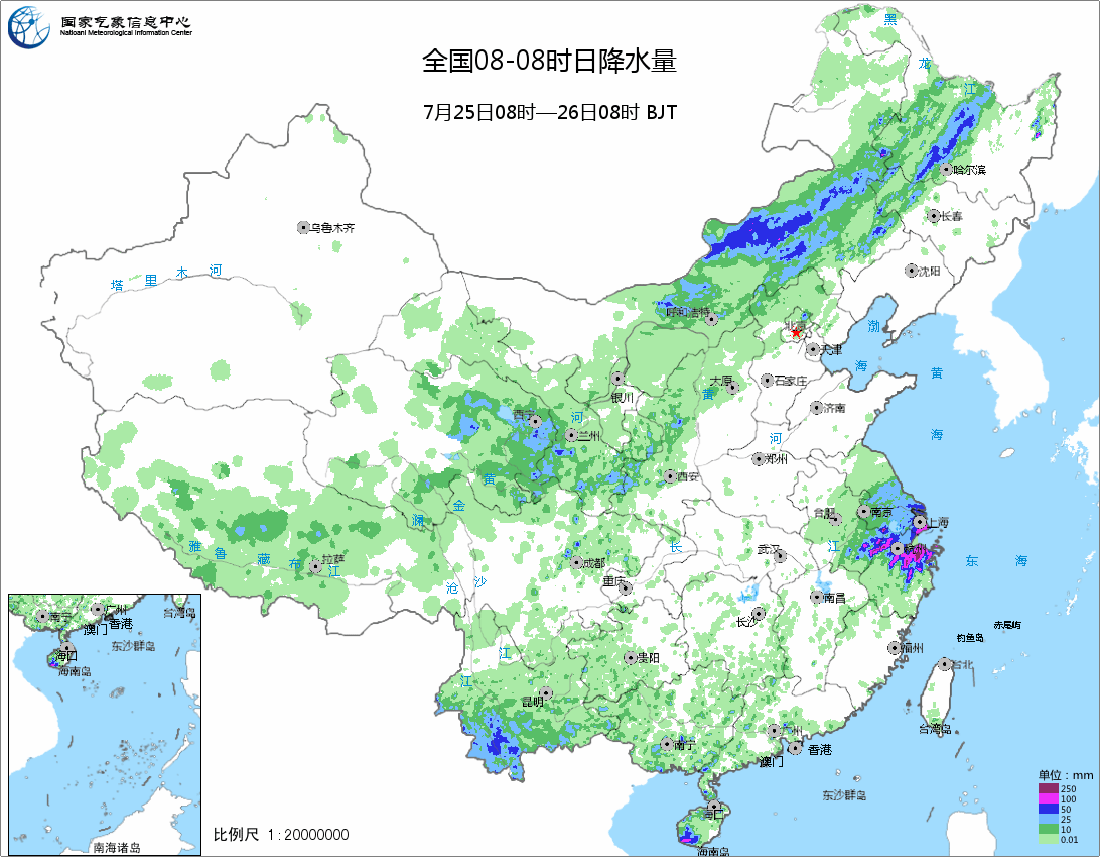 国家气象信息中心
Natioanl Meteorological Information Center
全国08-08时日降水量
7月25日08时—26日08时 BJT
黑
龙
江
哈尔滨
长春
乌鲁木齐
塔里木河
沈阳
呼和浩特
北京
渤
天津
海
黄
太原
石家庄
银川
黄
济南
西宁
河
兰州
河
海
郑州
西安
黄
金
澜
合肥
南京
上海
雅鲁藏布江
拉萨
长
武汉
江
杭州
东海
成都
沧
沙
重庆
南昌
长沙
赤尾屿
钓鱼岛
江
贵阳
福州
台北
江
昆明
台湾岛
广州
南宁
香港
澳门
海口
东沙群岛
海南岛
南宁
广州
台湾岛
澳门
香港
东沙群岛
海口
海南岛
南海诸岛
比例尺 1:20000000
单位：mm
250
100
50
25
10
0.01